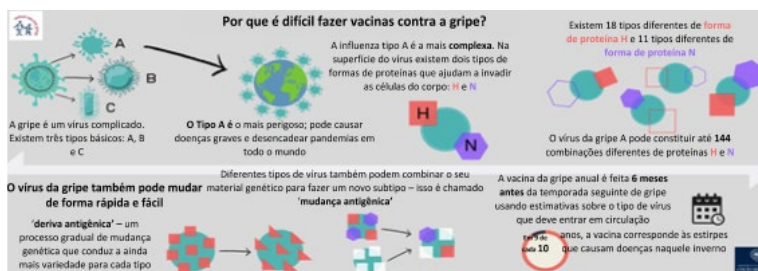 Por que é difícil fazer vacinas contra a gripe?
A
B
C
A gripe é um vírus complicado.
Existem três tipos básicos: A, B
e C
O Tipo A é o mais perigoso; pode causar
doenças graves e desencadear pandemias em
todo o mundo
A influenza tipo A é a mais complexa. Na
superfície do vírus existem dois tipos de
formas de proteínas que ajudam a invadir
as células do corpo: H e N
H
N
Existem 18 tipos diferentes de forma
de proteína H e 11 tipos diferentes de
forma de proteína N
O vírus da gripe A pode constituir até 144
combinações diferentes de proteínas H e N
O vírus da gripe também pode mudar
de forma rápida e fácil
'deriva antigênica' – um
processo gradual de mudança
genética que conduz a ainda
mais variedade para cada tipo
Diferentes tipos de vírus também podem combinar o seu
material genético para fazer um novo subtipo – isso é chamado
'mudança antigênica'
A vacina da gripe anual é feita 6 meses
antes da temporada seguinte de gripe
usando estimativas sobre o tipo de vírus
que deve entrar em circulação
Em 9 de
cada 10
anos, a vacina corresponde às estirpes
que causam doenças naquele inverno